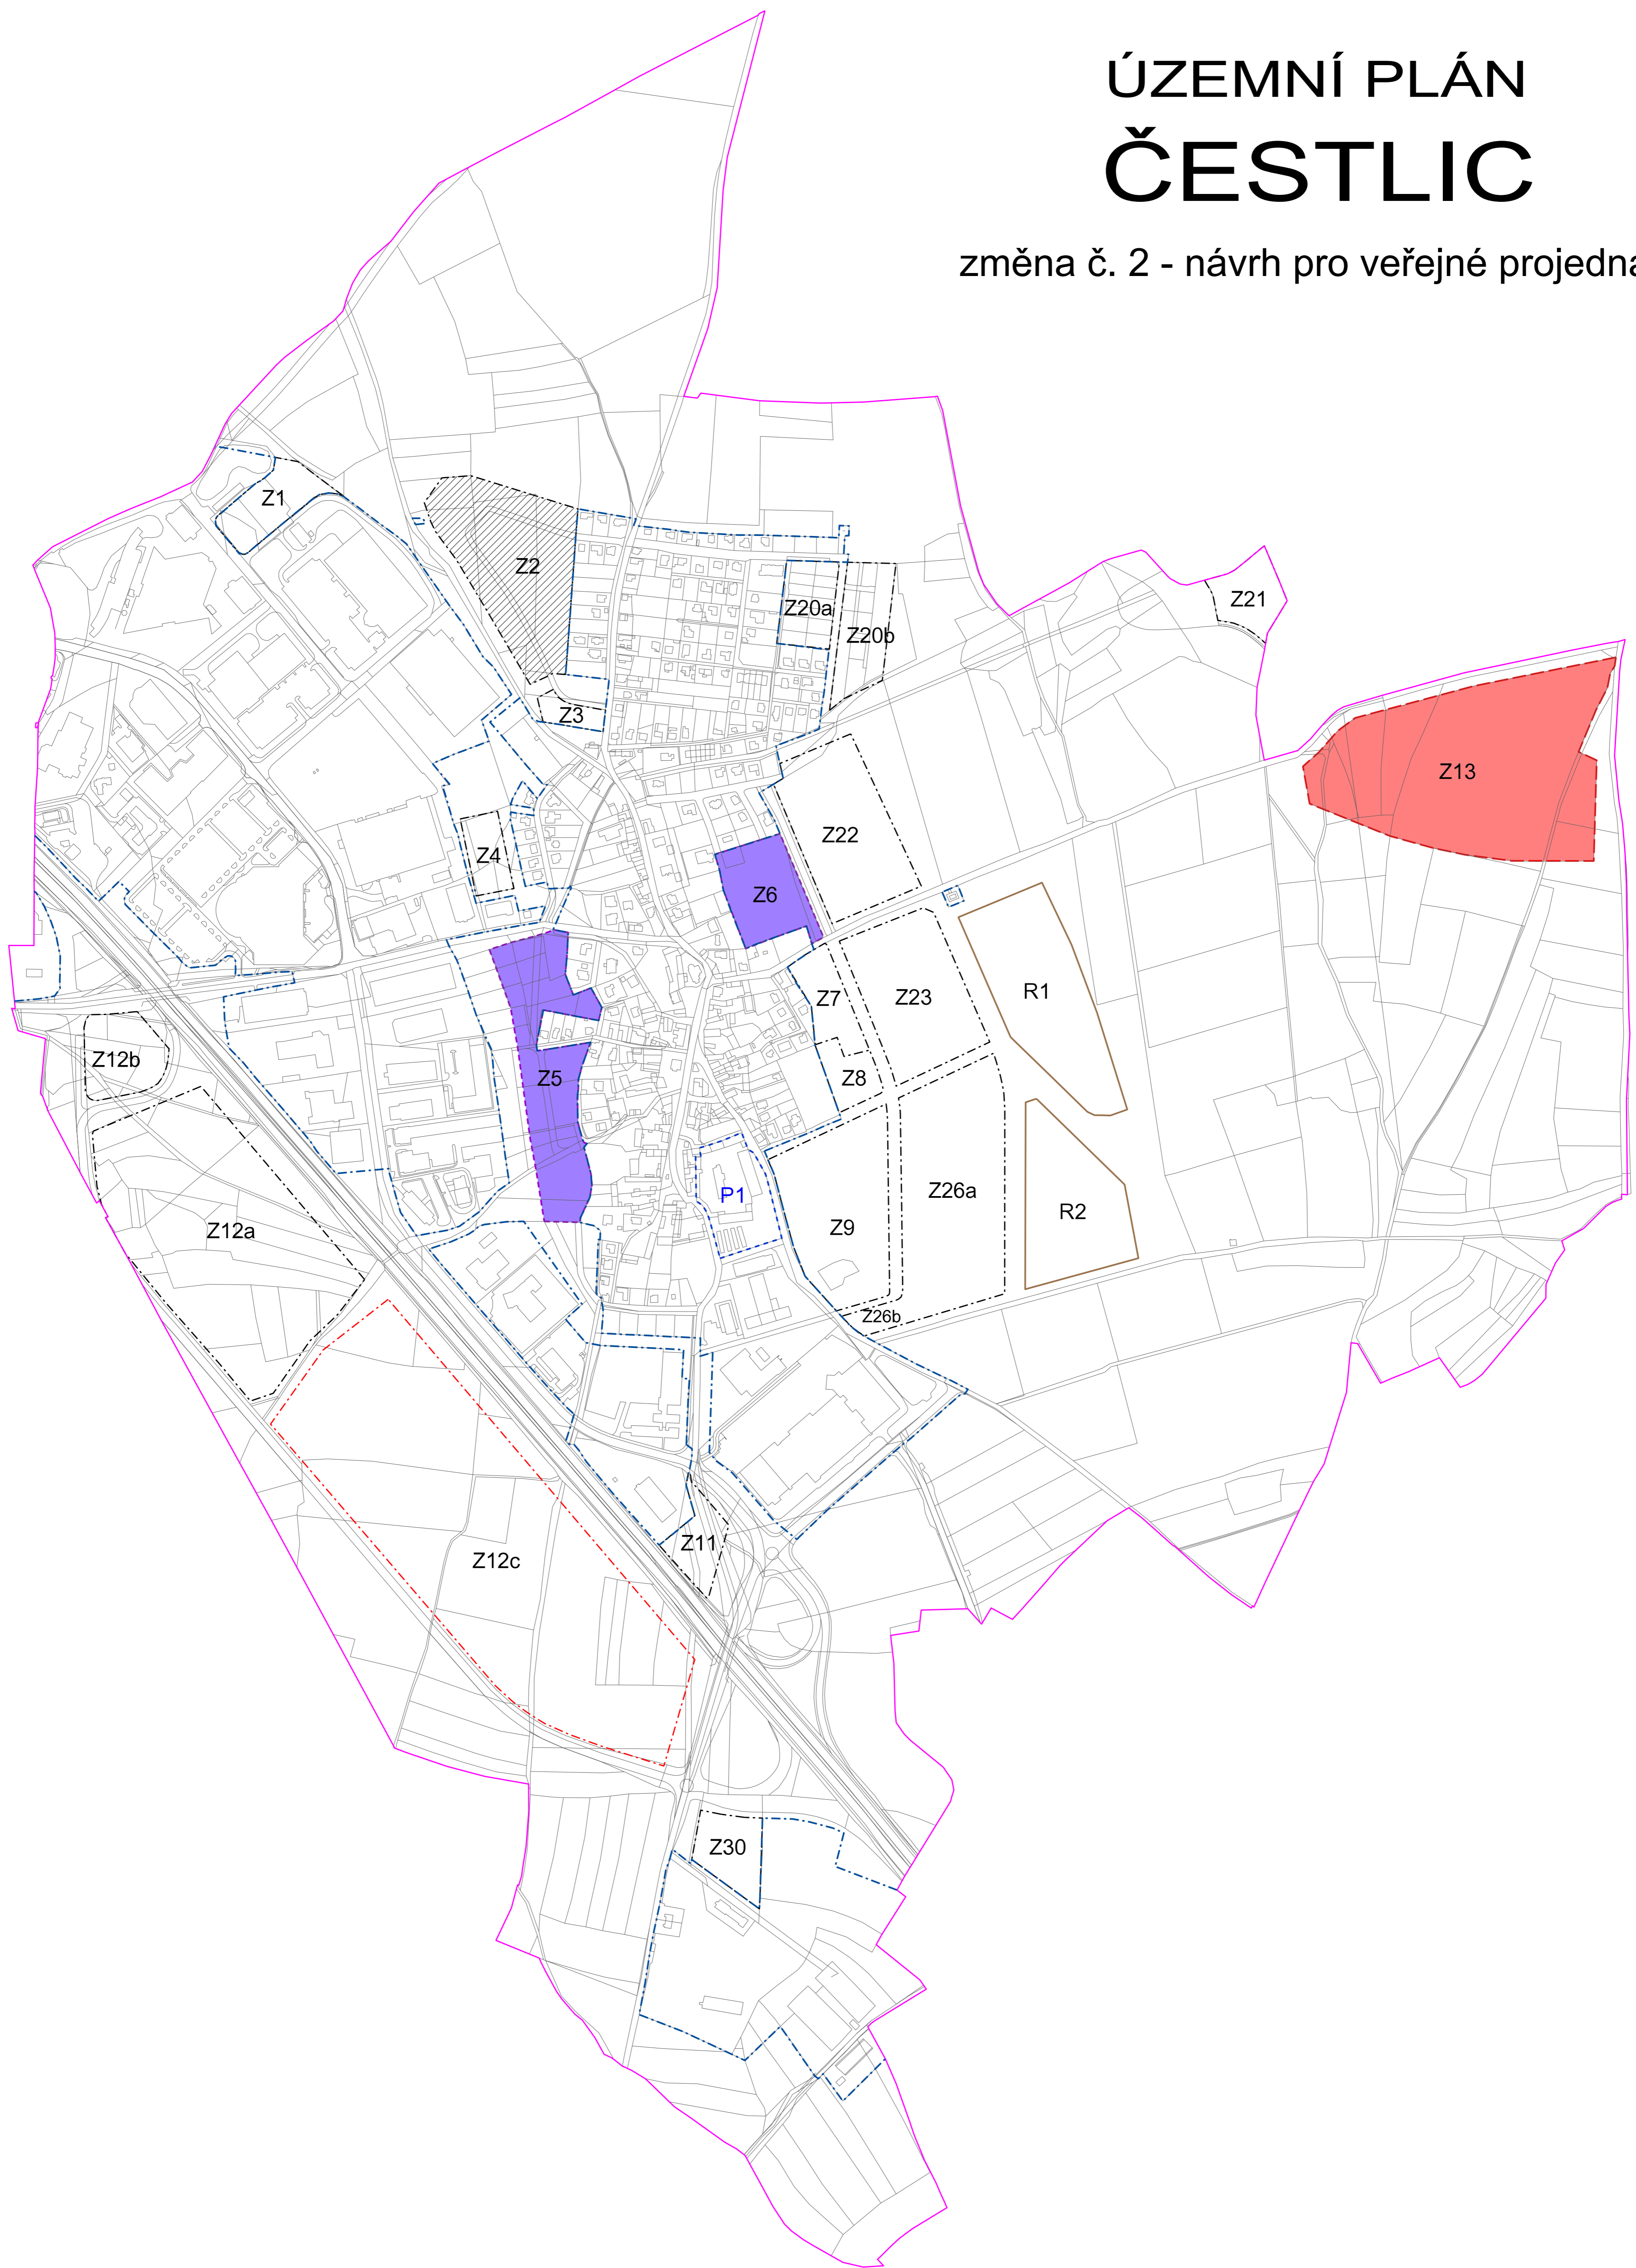 ÚZEMNÍ PLÁN
ČESTLIC
změna č. 2 - návrh pro veřejné projedna
Z1
Z2
Z20a
Z21
Z20b
Z3
Z13
Z22
Z4
Z6
R1
Z23
Z7
Z12b
Z5
Z8
Z26a
P1
R2
Z9
Z12a
Z26b
Z11
Z12c
Z30